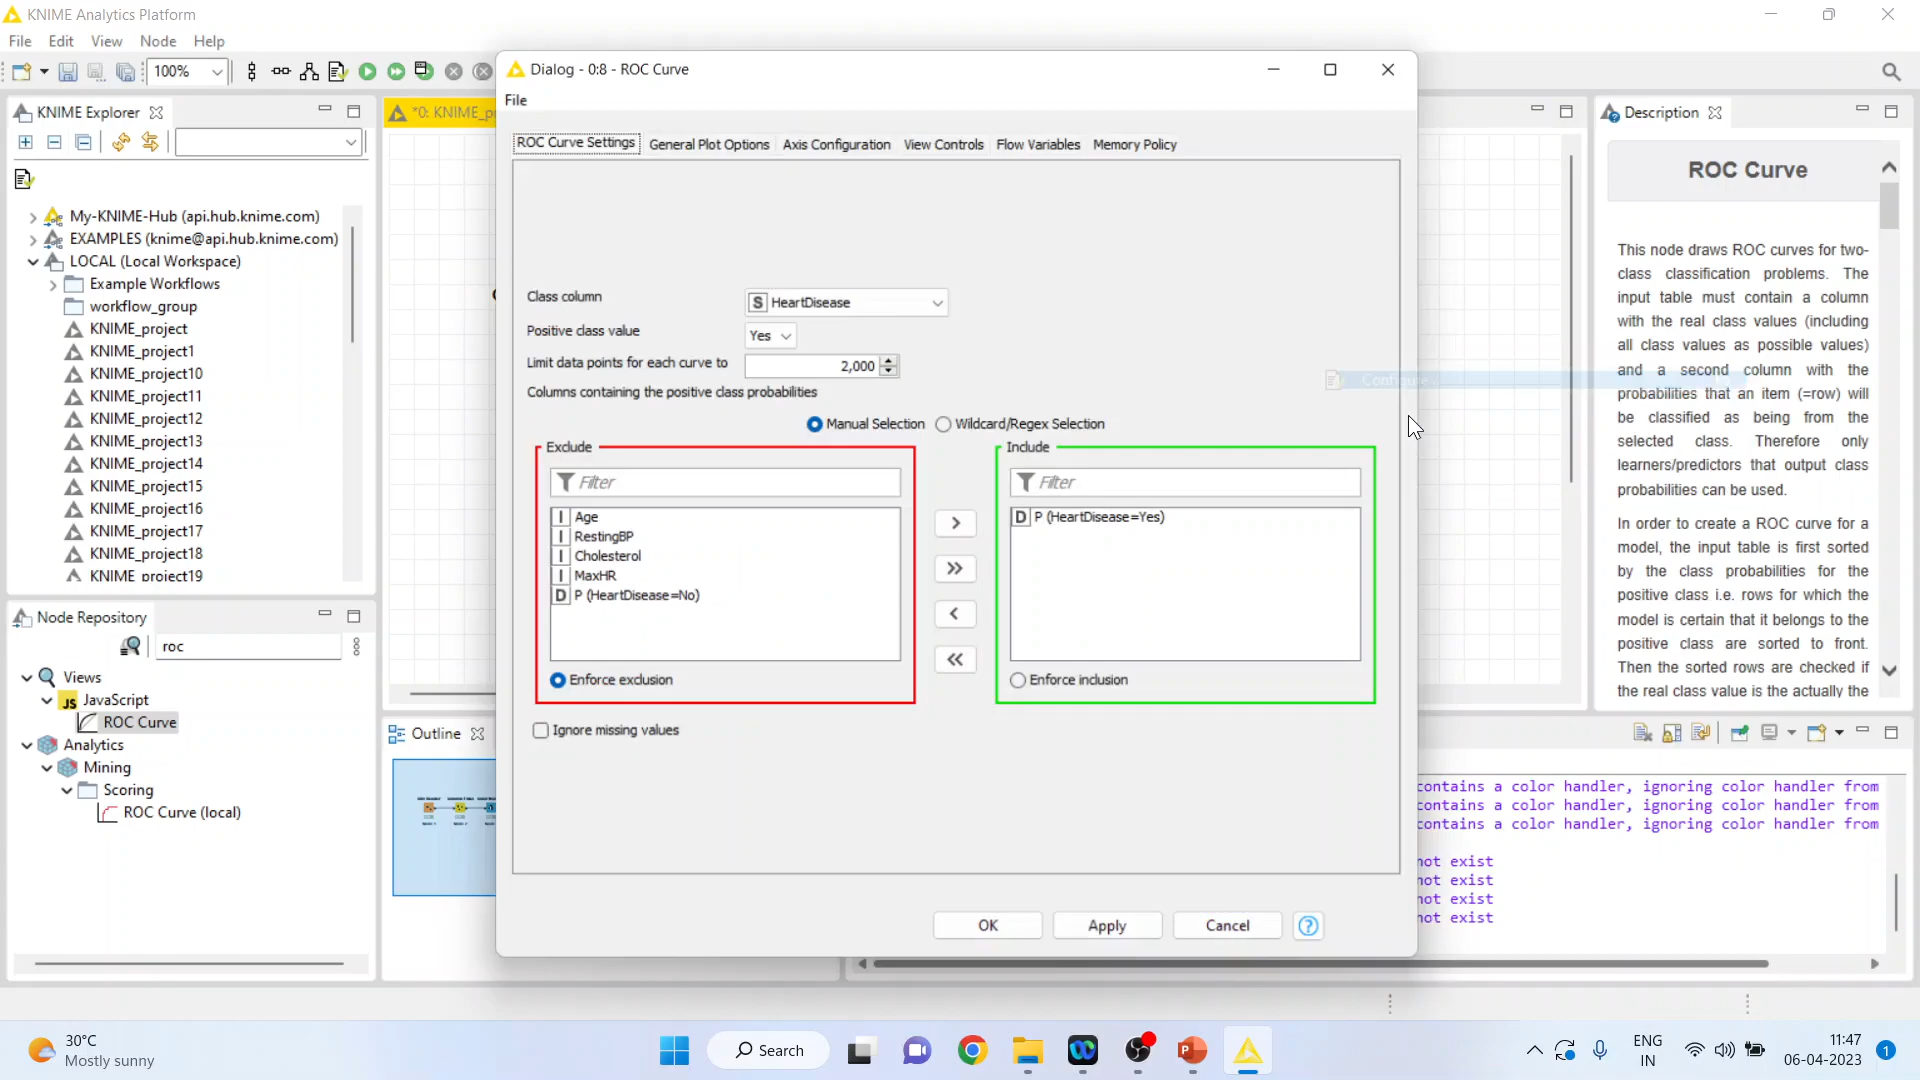 KNIME Analytics Platform
File Edit View Node Help
100%
KNIME Explorer
My-KNIME-Hub (api.hub.knime.com)
EXAMPLES (knime@api.hub.knime.com)
LOCAL (Local Workspace)
Example Workflows
workflow_group
KNIME_project
KNIME_project1
KNIME_project10
KNIME_project11
KNIME_project12
KNIME_project13
KNIME_project14
KNIME_project15
KNIME_project16
KNIME_project17
KNIME_project18
KNIME_project19
Node Repository
roc
Views
JS JavaScript
ROC Curve
Analytics
Mining
Scoring
ROC Curve (local)
*0: KNIME_p
Outline
Dialog - 0:8 - ROC Curve
File
ROC Curve Settings General Plot Options Axis Configuration View Controls Flow Variables Memory Policy
Class column S HeartDisease
Positive class value Yes
Limit data points for each curve to 2,000
Columns containing the positive class probabilities
Manual Selection Wildcard/Regex Selection
Exclude
Filter
I Age
I RestingBP
I Cholesterol
I MaxHR
D P (HeartDisease=No)
Enforce exclusion
Include
Filter
D P (HeartDisease=Yes)
Enforce inclusion
Ignore missing values
OK Apply Cancel ?
Configure...
Description
ROC Curve
This node draws ROC curves for two-
class classification problems. The
input table must contain a column
with the real class values (including
all class values as possible values)
and a second column with the
probabilities that an item (=row) will
be classified as being from the
selected class. Therefore only
learners/predictors that output class
probabilities can be used.
In order to create a ROC curve for a
model, the input table is first sorted
by the class probabilities for the
positive class i.e. rows for which the
model is certain that it belongs to the
positive class are sorted to front.
Then the sorted rows are checked if
the real class value is the actually the
contains a color handler, ignoring color handler from
contains a color handler, ignoring color handler from
contains a color handler, ignoring color handler from
not exist
not exist
not exist
not exist
30°C
Mostly sunny
Search
ENG
IN
11:47
06-04-2023
1